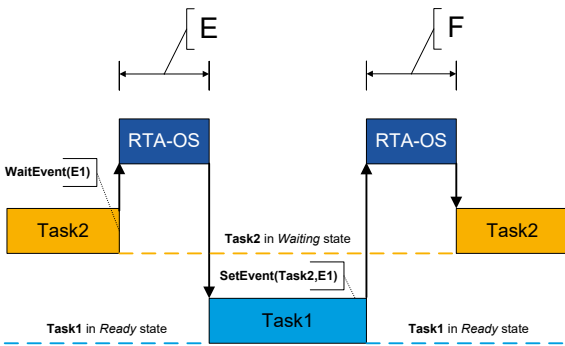 E
F
RTA-OS
RTA-OS
WaitEvent(E1)
Task2
Task2
Task2 in Waiting state
SetEvent(Task2,E1)
Task1
Task1 in Ready state
Task1 in Ready state